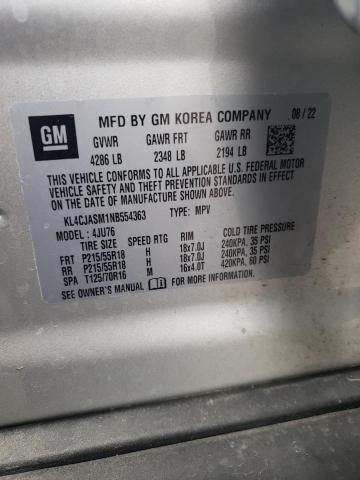 GM
MFD BY GM KOREA COMPANY 08/22
GVWR GAWR FRT GAWR RR
4286 LB 2348 LB 2194 LB
THIS VEHICLE CONFORMS TO ALL APPLICABLE U.S. FEDERAL MOTOR
VEHICLE SAFETY AND THEFT PREVENTION STANDARDS IN EFFECT
ON THE DATE OF MANUFACTURE SHOWN ABOVE.
KL4CJASM1NB554363 TYPE: MPV
MODEL: 4JU76
TIRE SIZE SPEED RTG RIM COLD TIRE PRESSURE
FRT P215/55R18 H 18x7.0J 240KPA, 35 PSI
RR P215/55R18 H 18x7.0J 240KPA, 35 PSI
SPA T125/70R16 M 16x4.0T 420KPA, 60 PSI
SEE OWNER'S MANUAL FOR MORE INFORMATION